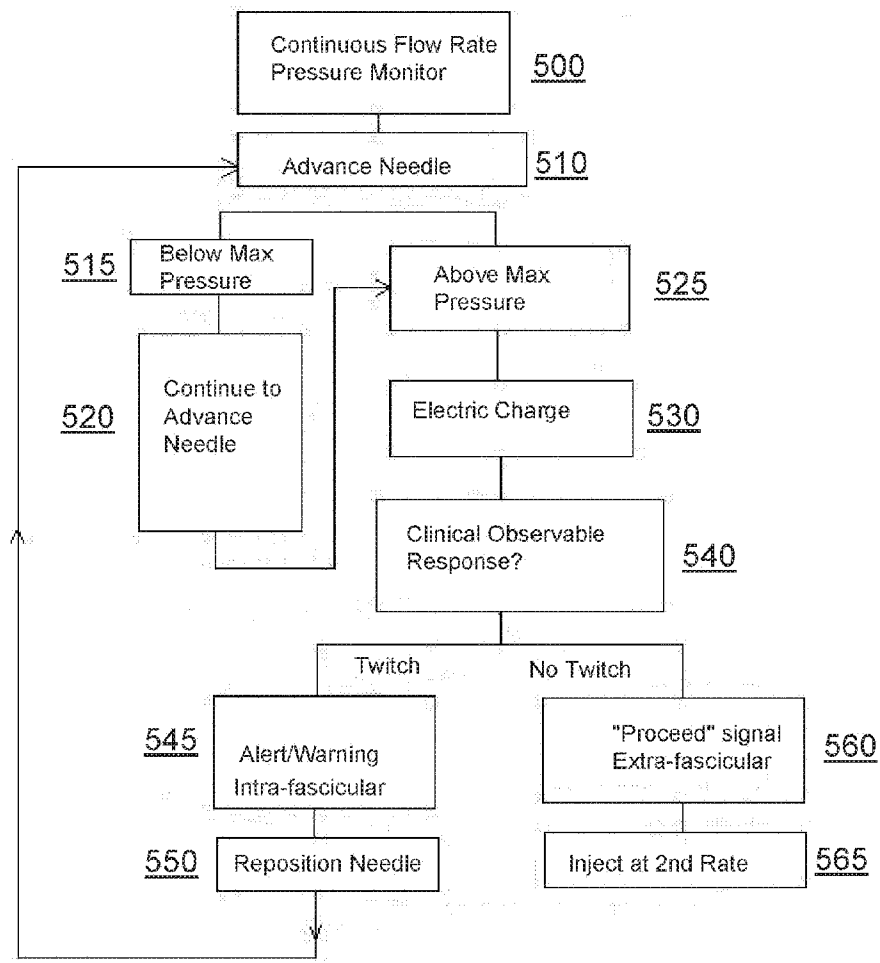 Continuous Flow Rate
Pressure Monitor
500
Advance Needle
510
515
Below Max
Pressure
Above Max
Pressure
525
520
Continue to
Advance
Needle
Electric Charge
530
Clinical Observable
Response?
540
Twitch
No Twitch
545
Alert/Warning
Intra-fascicular
"Proceed" signal
Extra-fascicular
560
550
Reposition Needle
Inject at 2nd Rate
565